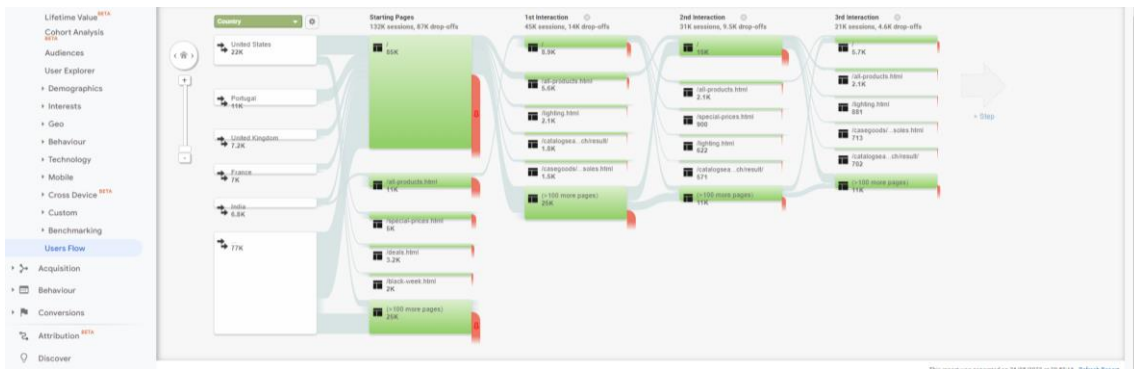 Lifetime Value BETA
Cohort Analysis
BETA
Audiences
User Explorer
Demographics
Interests
Geo
Behaviour
Technology
Mobile
Cross Device BETA
Custom
Benchmarking
Users Flow
Acquisition
Behaviour
Conversions
Attribution BETA
Discover
Country
United States
22K
Portugal
11K
United Kingdom
7.2K
France
7K
India
6.8K
77K
Starting Pages
132K sessions, 87K drop-offs
/
85K
/all-products.html
11K
/special-prices.html
5K
/deals.html
3.2K
/black-week.html
2K
(>100 more pages)
25K
1st Interaction
45K sessions, 14K drop-offs
/
5.9K
/all-products.html
5.6K
/lighting.html
2.1K
/catalogsea...ch/result/
/casegoods/...soles.html
1.5K
(>100 more pages)
2nd Interaction
31K sessions, 9.5K drop-offs
/
15K
/all-products.html
2.1K
/special-prices.html
900
/lighting.html
822
/catalogsea...ch/result/
571
(>100 more pages)
11K
3rd Interaction
21K sessions, 4.6K drop-offs
/
5.7K
/all-products.html
2.1K
/lighting.html
881
/casegoods/...soles.html
713
/catalogsea...ch/result/
702
(>100 more pages)
11K
+ Step